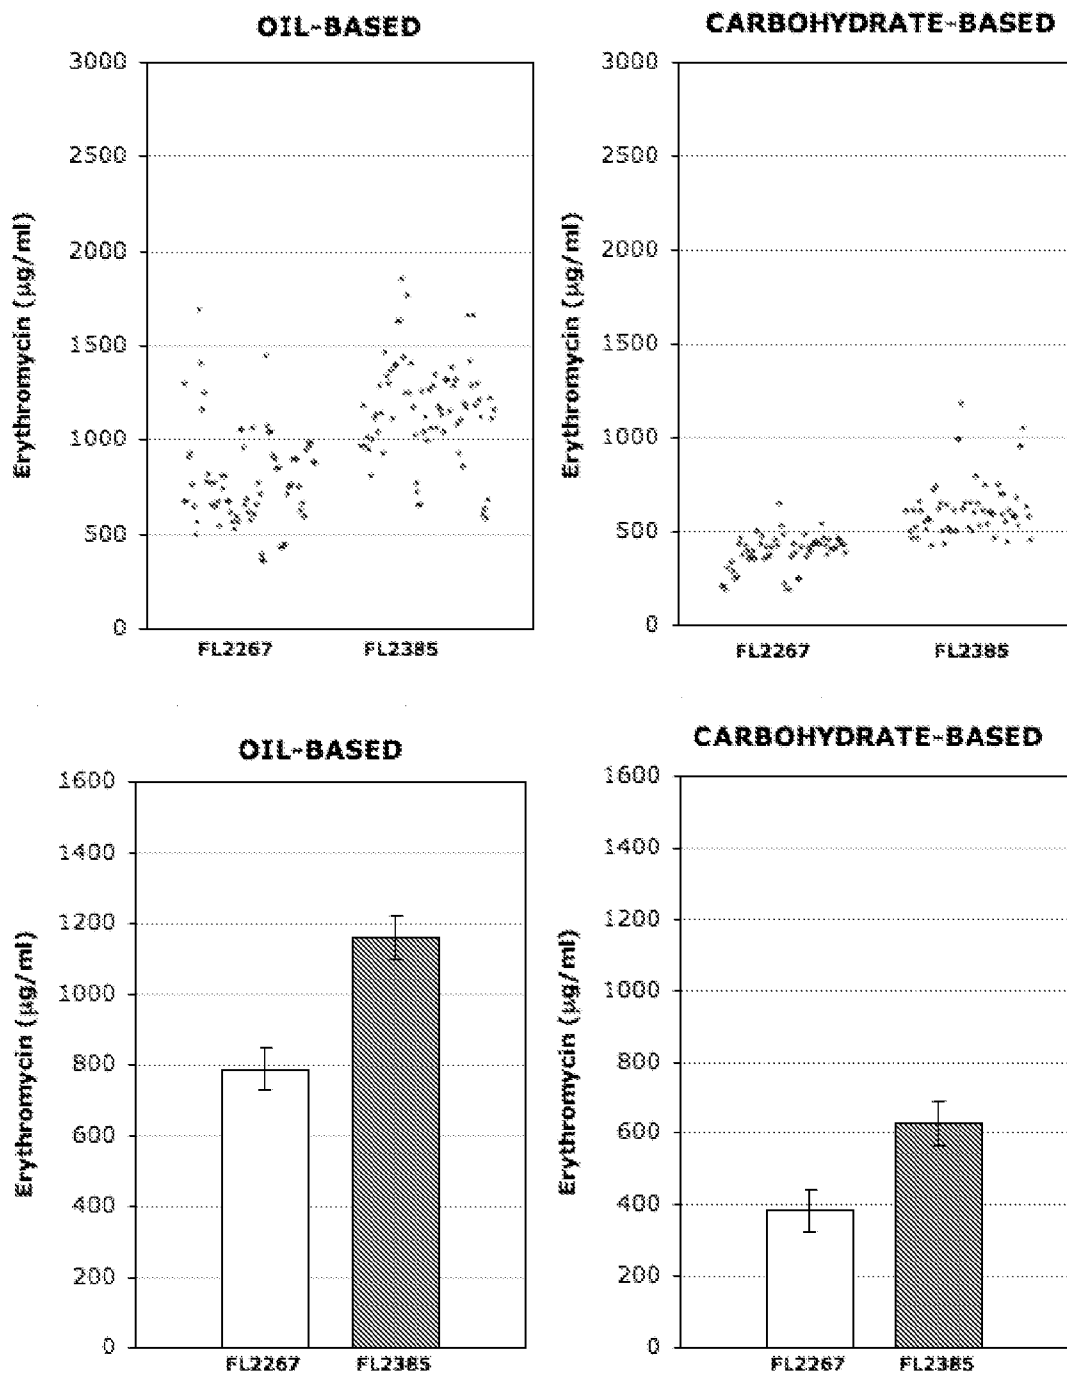 OIL-BASED
3000
2500
2000
1500
1000
500
0
Erythromycin (µg/ml)
FL2267
FL2385
CARBOHYDRATE-BASED
3000
2500
2000
1500
1000
500
0
Erythromycin (µg/ml)
FL2267
FL2385
OIL-BASED
1600
1400
1200
1000
800
600
400
200
0
Erythromycin (µg/ml)
FL2267
FL2385
CARBOHYDRATE-BASED
1600
1400
1200
1000
800
600
400
200
0
Erythromycin (µg/ml)
FL2267
FL2385